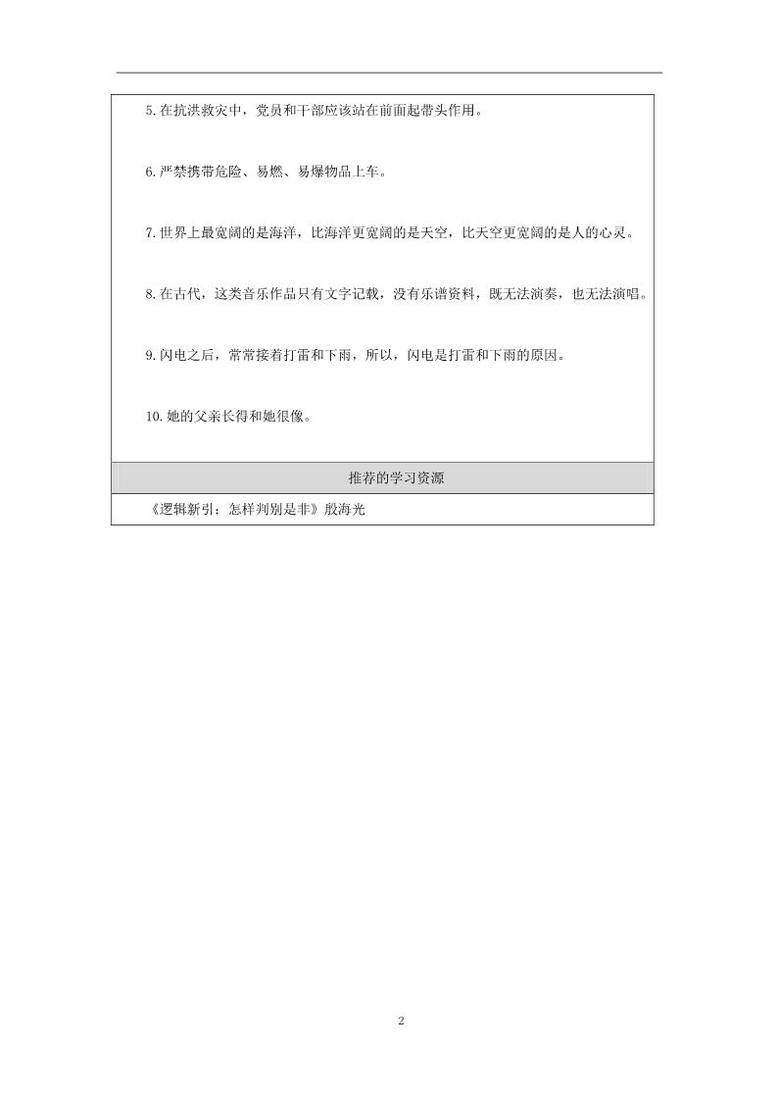 5.在抗洪救灾中，党员和干部应该站在前面起带头作用。
6.严禁携带危险、易燃、易爆物品上车。
7.世界上最宽阔的是海洋，比海洋更宽阔的是天空，比天空更宽阔的是人的心灵。
8.在古代，这类音乐作品只有文字记载，没有乐谱资料，既无法演奏，也无法演唱。
9.闪电之后，常常接着打雷和下雨，所以，闪电是打雷和下雨的原因。
10.她的父亲长得和她很像。
推荐的学习资源
《逻辑新引：怎样判别是非》殷海光
2